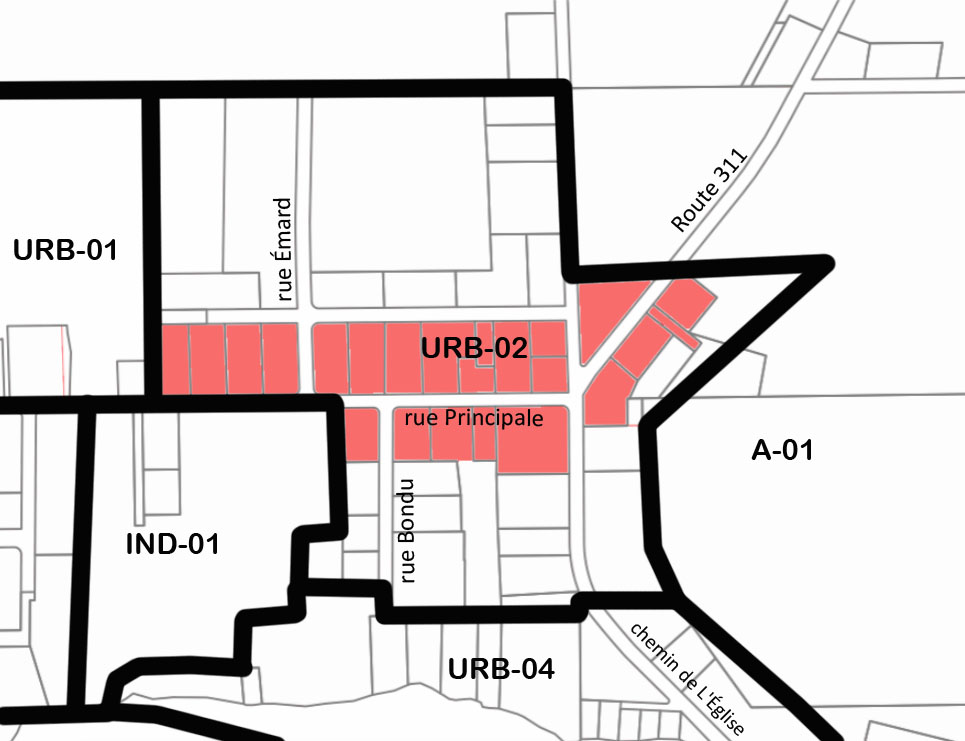 Route 311
rue Émard
URB-01
URB-02
rue Principale
A-01
rue Bondu
IND-01
URB-04
chemin de L'Église